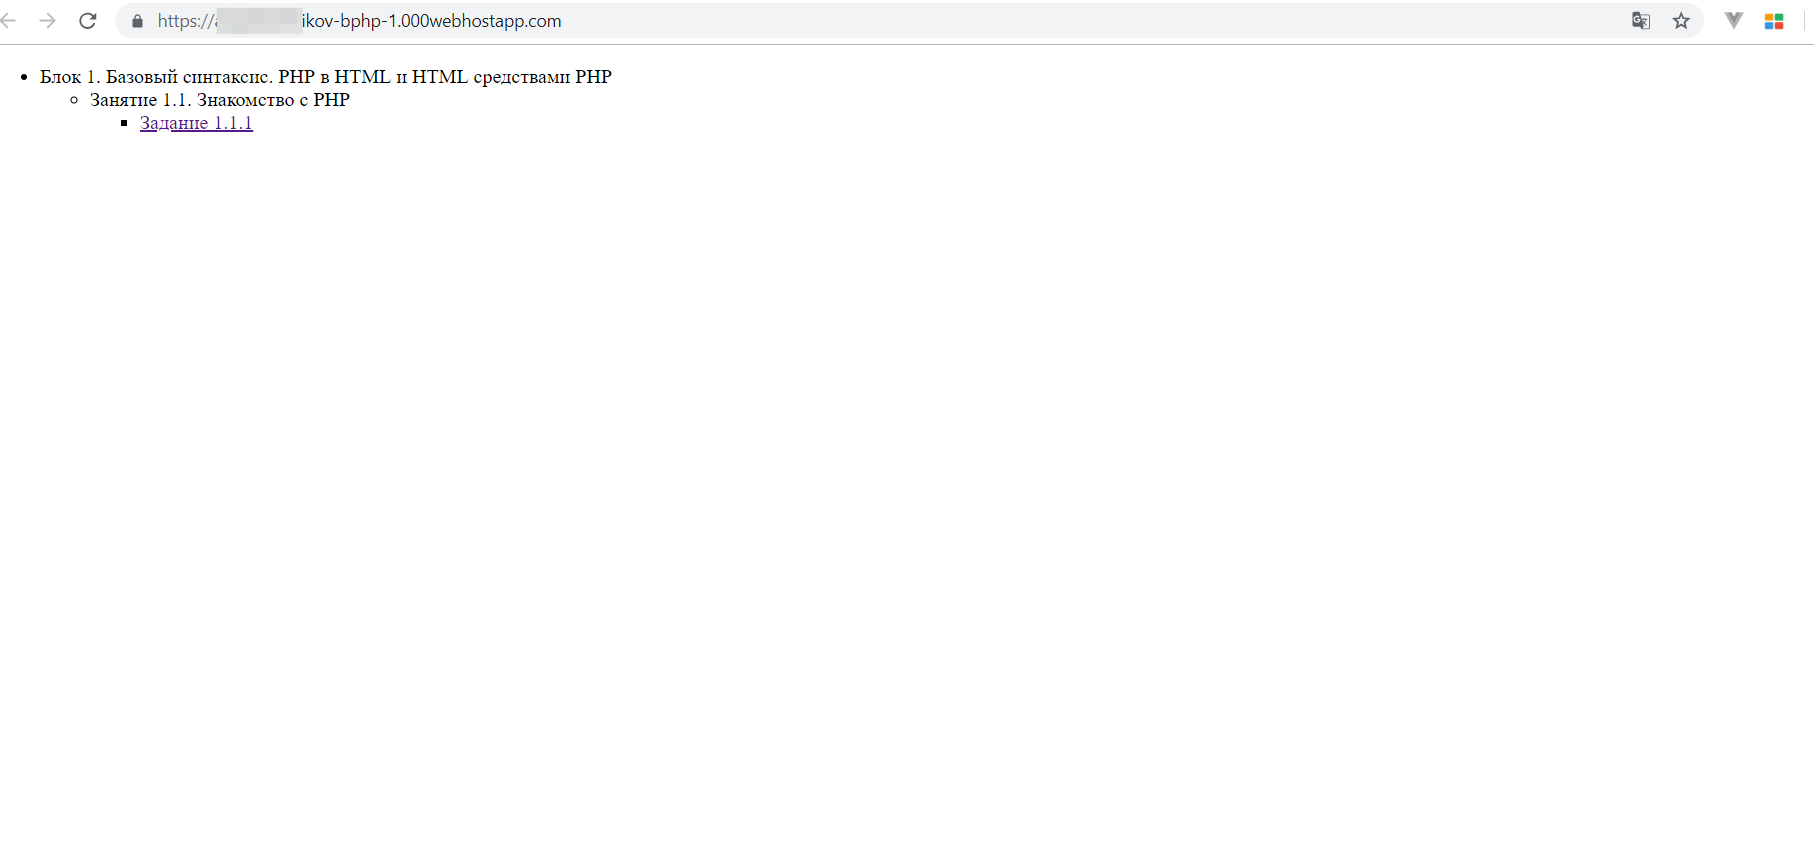 https://ikov-bphp-1.000webhostapp.com
Блок 1. Базовый синтаксис. PHP в HTML и HTML средствами PHP
Занятие 1.1. Знакомство с PHP
Задание 1.1.1